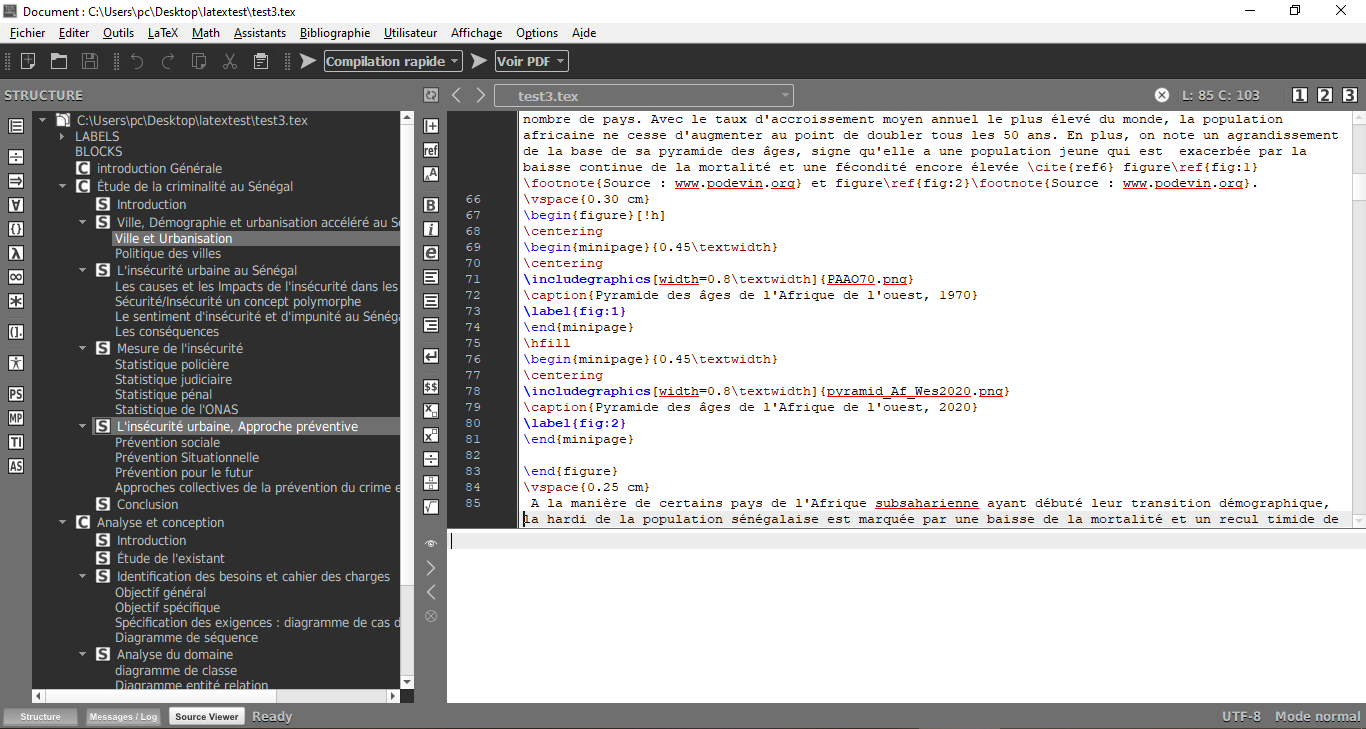 Document : C:\Users\pc\Desktop\latextest\test3.tex
Fichier Editer Outils LaTeX Math Assistants Bibliographie Utilisateur Affichage Options Aide
Compilation rapide Voir PDF
STRUCTURE
test3.tex
L: 85 C: 103
1 2 3
C:\Users\pc\Desktop\latextest\test3.tex
LABELS
BLOCKS
C introduction Générale
C Étude de la criminalité au Sénégal
S Introduction
S Ville, Démographie et urbanisation accéléré au S
Ville et Urbanisation
Politique des villes
S L'insécurité urbaine au Sénégal
Les causes et les Impacts de l'insécurité dans les
Sécurité/Insécurité un concept polymorphe
Le sentiment d'insécurité et d'impunité au Sénég
Les conséquences
S Mesure de l'insécurité
Statistique policière
Statistique judiciaire
Statistique pénal
Statistique de l'ONAS
S L'insécurité urbaine, Approche préventive
Prévention sociale
Prévention Situationnelle
Prévention pour le futur
Approches collectives de la prévention du crime e
S Conclusion
C Analyse et conception
S Introduction
S Étude de l'existant
S Identification des besoins et cahier des charges
Objectif général
Objectif spécifique
Spécification des exigences : diagramme de cas d
Diagramme de séquence
S Analyse du domaine
diagramme de classe
Diagramme entité relation
PS
MP
TI
AS
ref
B
i
e
$$
nombre de pays. Avec le taux d'accroissement moyen annuel le plus élevé du monde, la population
africaine ne cesse d'augmenter au point de doubler tous les 50 ans. En plus, on note un agrandissement
de la base de sa pyramide des âges, signe qu'elle a une population jeune qui est  exacerbée par la
baisse continue de la mortalité et une fécondité encore élevée \cite{ref6} figure\ref{fig:1}
\footnote{Source : www.podevin.org} et figure\ref{fig:2}\footnote{Source : www.podevin.org}.
66 \vspace{0.30 cm}
67 \begin{figure}[!h]
68 \centering
69 \begin{minipage}{0.45\textwidth}
70 \centering
71 \includegraphics[width=0.8\textwidth]{PAAO70.png}
72 \caption{Pyramide des âges de l'Afrique de l'ouest, 1970}
73 \label{fig:1}
74 \end{minipage}
75 \hfill
76 \begin{minipage}{0.45\textwidth}
77 \centering
78 \includegraphics[width=0.8\textwidth]{pyramid_Af_Wes2020.png}
79 \caption{Pyramide des âges de l'Afrique de l'ouest, 2020}
80 \label{fig:2}
81 \end{minipage}
82
83 \end{figure}
84 \vspace{0.25 cm}
85 A la manière de certains pays de l'Afrique subsaharienne ayant débuté leur transition démographique,
la hardi de la population sénégalaise est marquée par une baisse de la mortalité et un recul timide de
Structure Messages / Log Source Viewer Ready
UTF-8 Mode normal